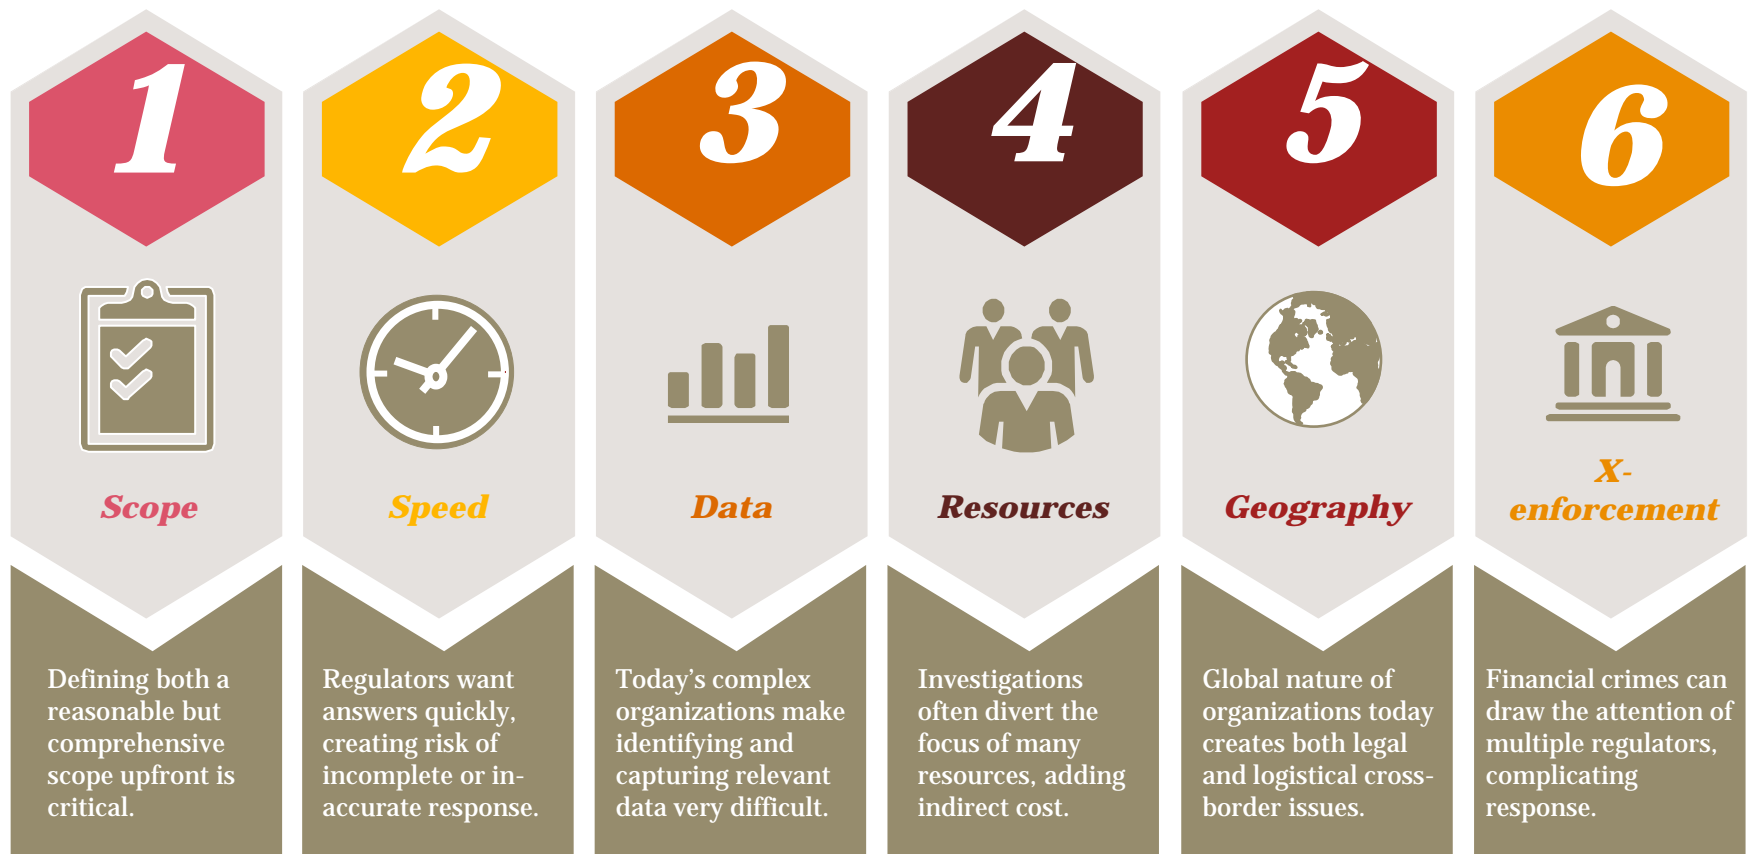 1
Scope
Defining both a
reasonable but
comprehensive
scope upfront is
critical.
2
Speed
Regulators want
answers quickly,
creating risk of
incomplete or in-
accurate response.
3
Data
Today’s complex
organizations make
identifying and
capturing relevant
data very difficult.
4
Resources
Investigations
often divert the
focus of many
resources, adding
indirect cost.
5
Geography
Global nature of
organizations today
creates both legal
and logistical cross-
border issues.
6
X-
enforcement
Financial crimes can
draw the attention of
multiple regulators,
complicating
response.